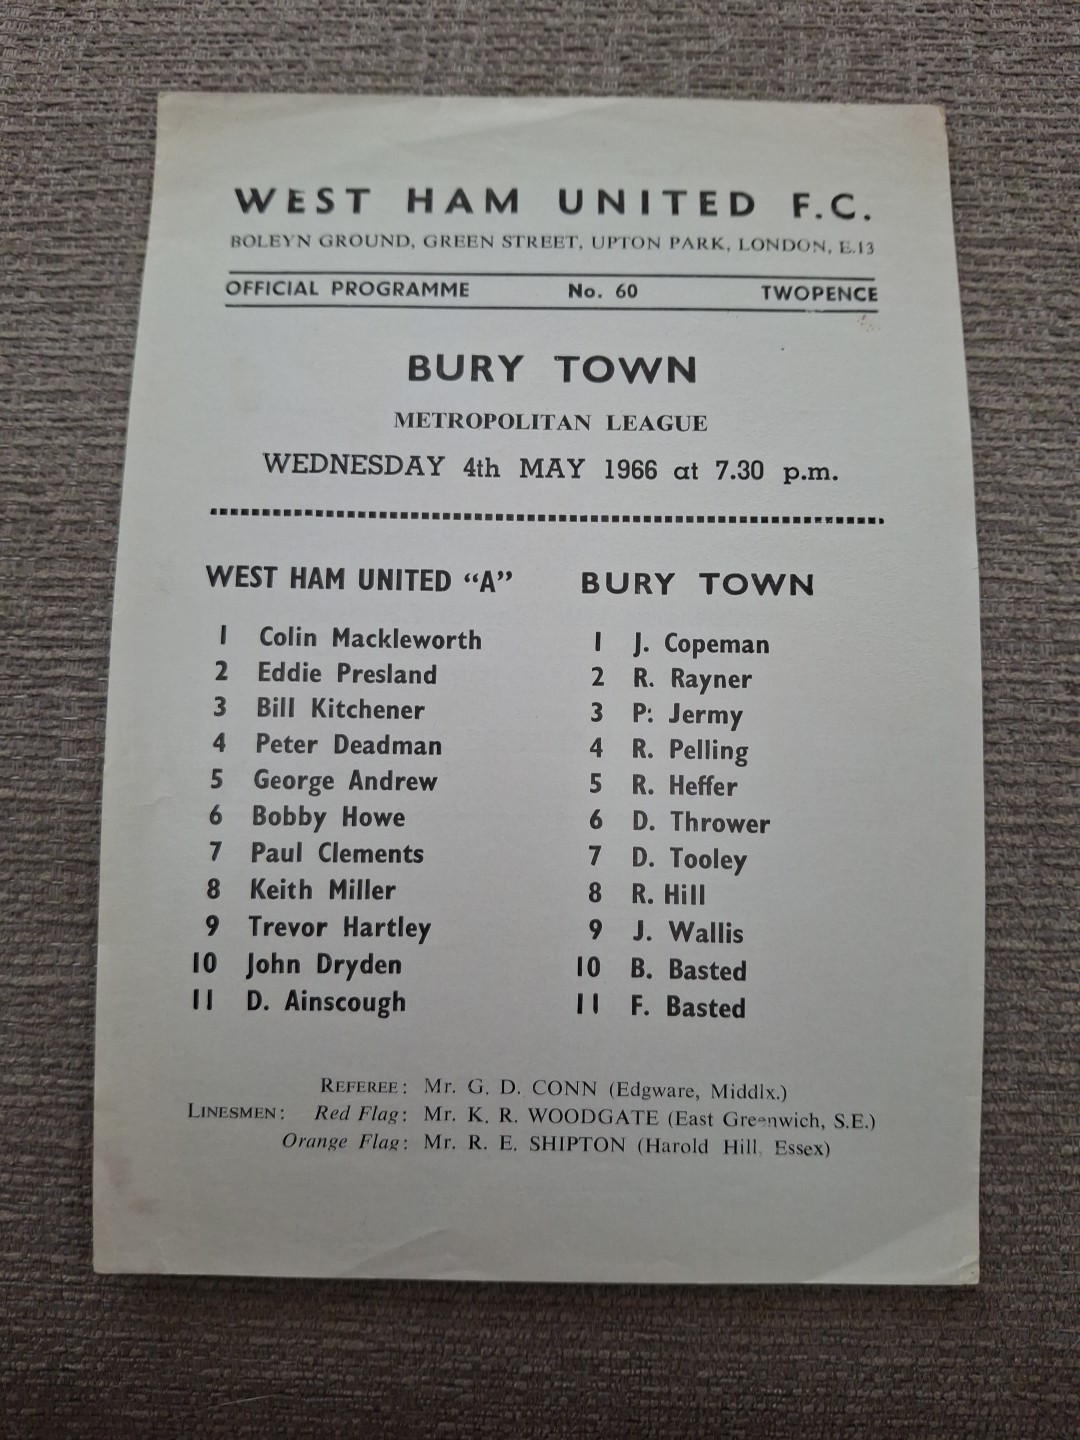 WEST HAM UNITED F.C.
BOLEYN GROUND, GREEN STREET, UPTON PARK, LONDON, E.13
OFFICIAL PROGRAMME No. 60 TWOPENCE
BURY TOWN
METROPOLITAN LEAGUE
WEDNESDAY 4th MAY 1966 at 7.30 p.m.
WEST HAM UNITED “A”
1 Colin Mackleworth
2 Eddie Presland
3 Bill Kitchener
4 Peter Deadman
5 George Andrew
6 Bobby Howe
7 Paul Clements
8 Keith Miller
9 Trevor Hartley
10 John Dryden
11 D. Ainscough
BURY TOWN
1 J. Copeman
2 R. Rayner
3 P: Jermy
4 R. Pelling
5 R. Heffer
6 D. Thrower
7 D. Tooley
8 R. Hill
9 J. Wallis
10 B. Basted
11 F. Basted
REFEREE: Mr. G. D. CONN (Edgware, Middlx.)
LINESMEN: Red Flag: Mr. K. R. WOODGATE (East Greenwich, S.E.)
Orange Flag: Mr. R. E. SHIPTON (Harold Hill, Essex)